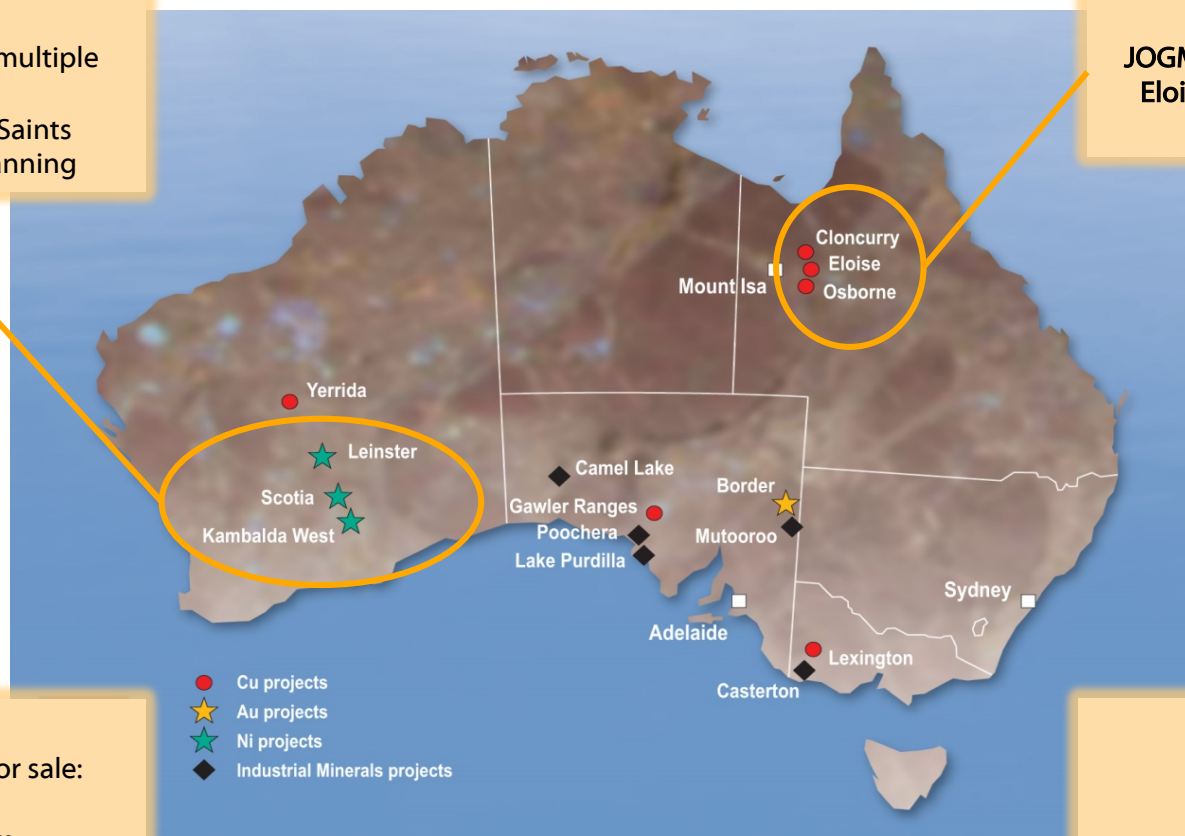 multiple
Saints
JOGM
Eloi
Cloncurry
Eloise
Mount Isa
Osborne
Yerrida
Leinster
Scotia
Kambalda West
Camel Lake
Gawler Ranges
Poochera
Lake Purdilla
Border
Mutooroo
Sydney
Adelaide
Lexington
Casterton
Cu projects
Au projects
Ni projects
Industrial Minerals projects
or sale: